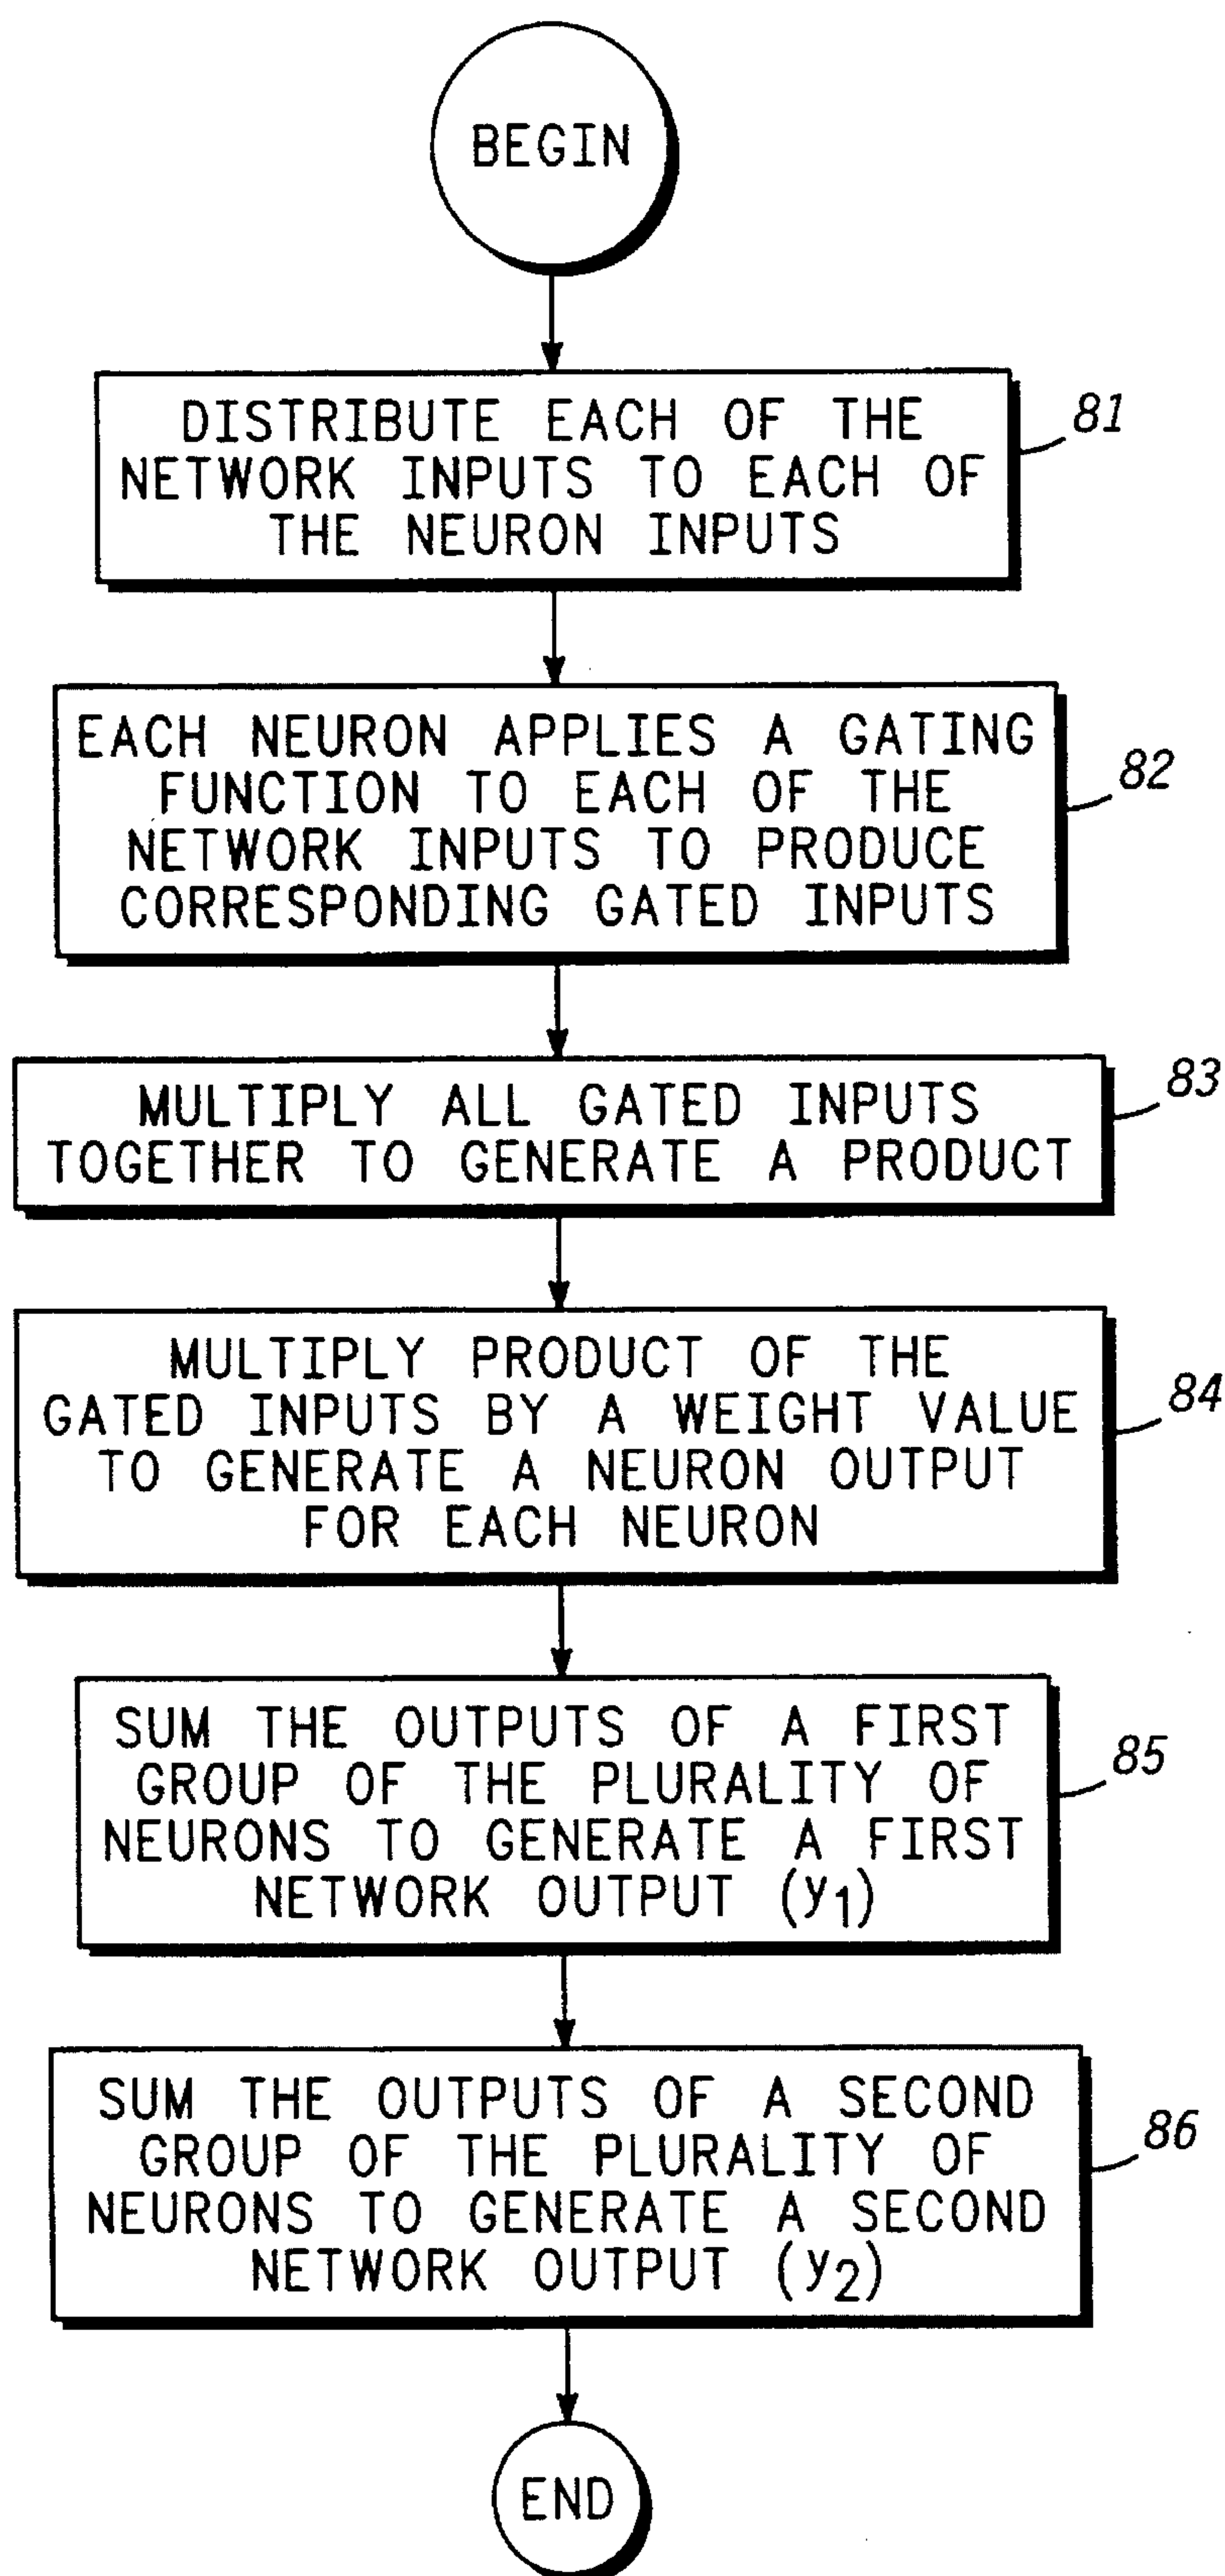 BEGIN
DISTRIBUTE EACH OF THE
NETWORK INPUTS TO EACH OF
THE NEURON INPUTS
81
EACH NEURON APPLIES A GATING
FUNCTION TO EACH OF THE
NETWORK INPUTS TO PRODUCE
CORRESPONDING GATED INPUTS
82
MULTIPLY ALL GATED INPUTS
TOGETHER TO GENERATE A PRODUCT
83
MULTIPLY PRODUCT OF THE
GATED INPUTS BY A WEIGHT VALUE
TO GENERATE A NEURON OUTPUT
FOR EACH NEURON
84
SUM THE OUTPUTS OF A FIRST
GROUP OF THE PLURALITY OF
NEURONS TO GENERATE A FIRST
NETWORK OUTPUT (y₁)
85
SUM THE OUTPUTS OF A SECOND
GROUP OF THE PLURALITY OF
NEURONS TO GENERATE A SECOND
NETWORK OUTPUT (y₂)
86
END